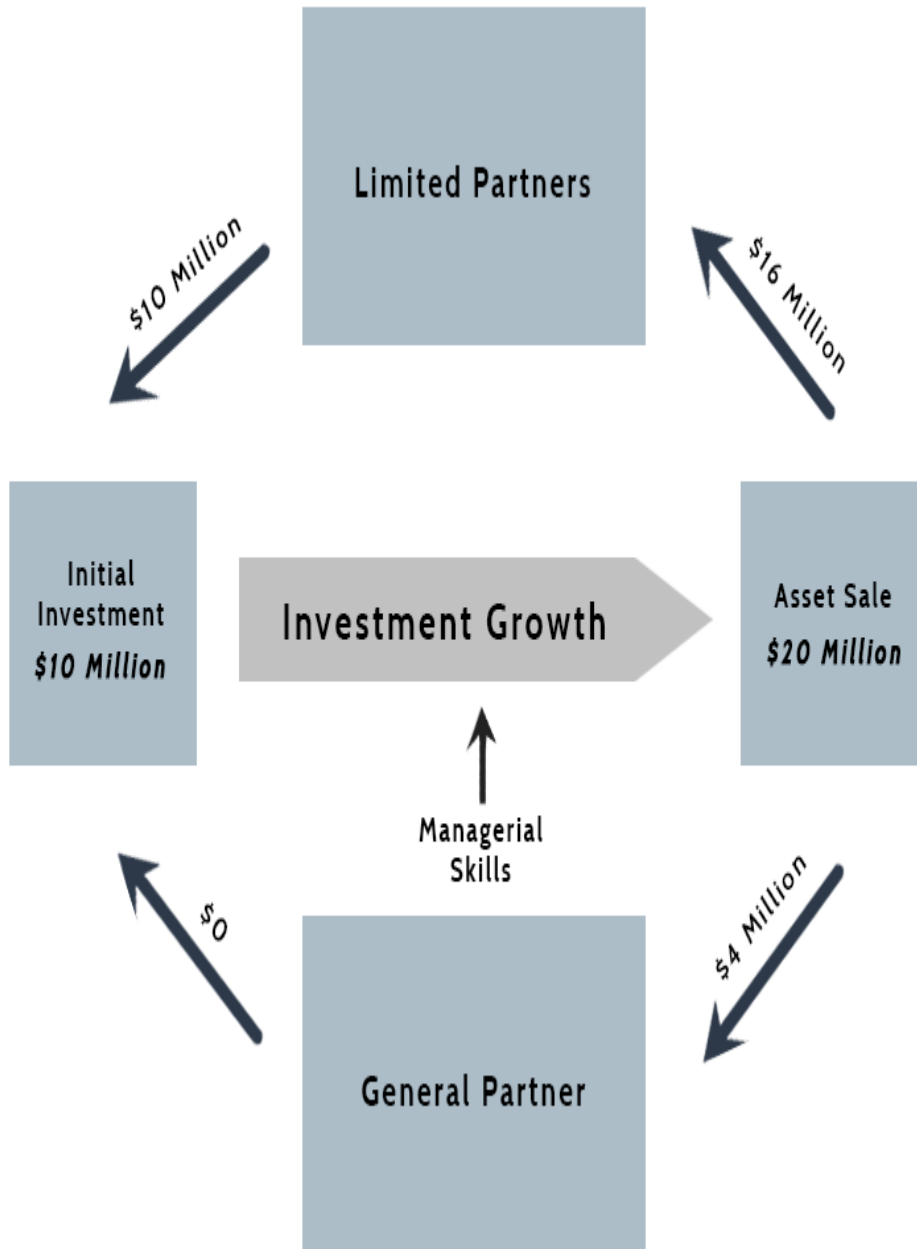 Limited Partners
$10 Million
$16 Million
Initial
Investment
$10 Million
Investment Growth
Asset Sale
$20 Million
Managerial
Skills
$0
$4 Million
General Partner